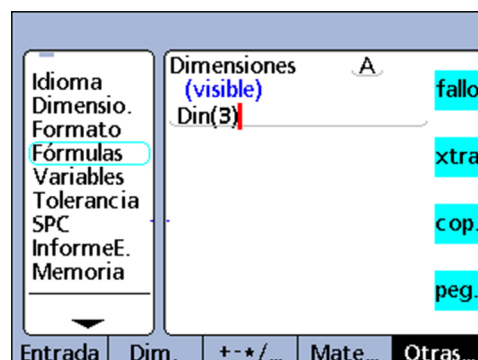 Idioma
Dimensio.
Formato
Fórmulas
Variables
Tolerancia
SPC
InformeE.
Memoria
Dimensiones A
(visible)
Din(3)
fallo
xtra
cop.
peg.
Entrada Dim. +-*/... Mate... Otras...